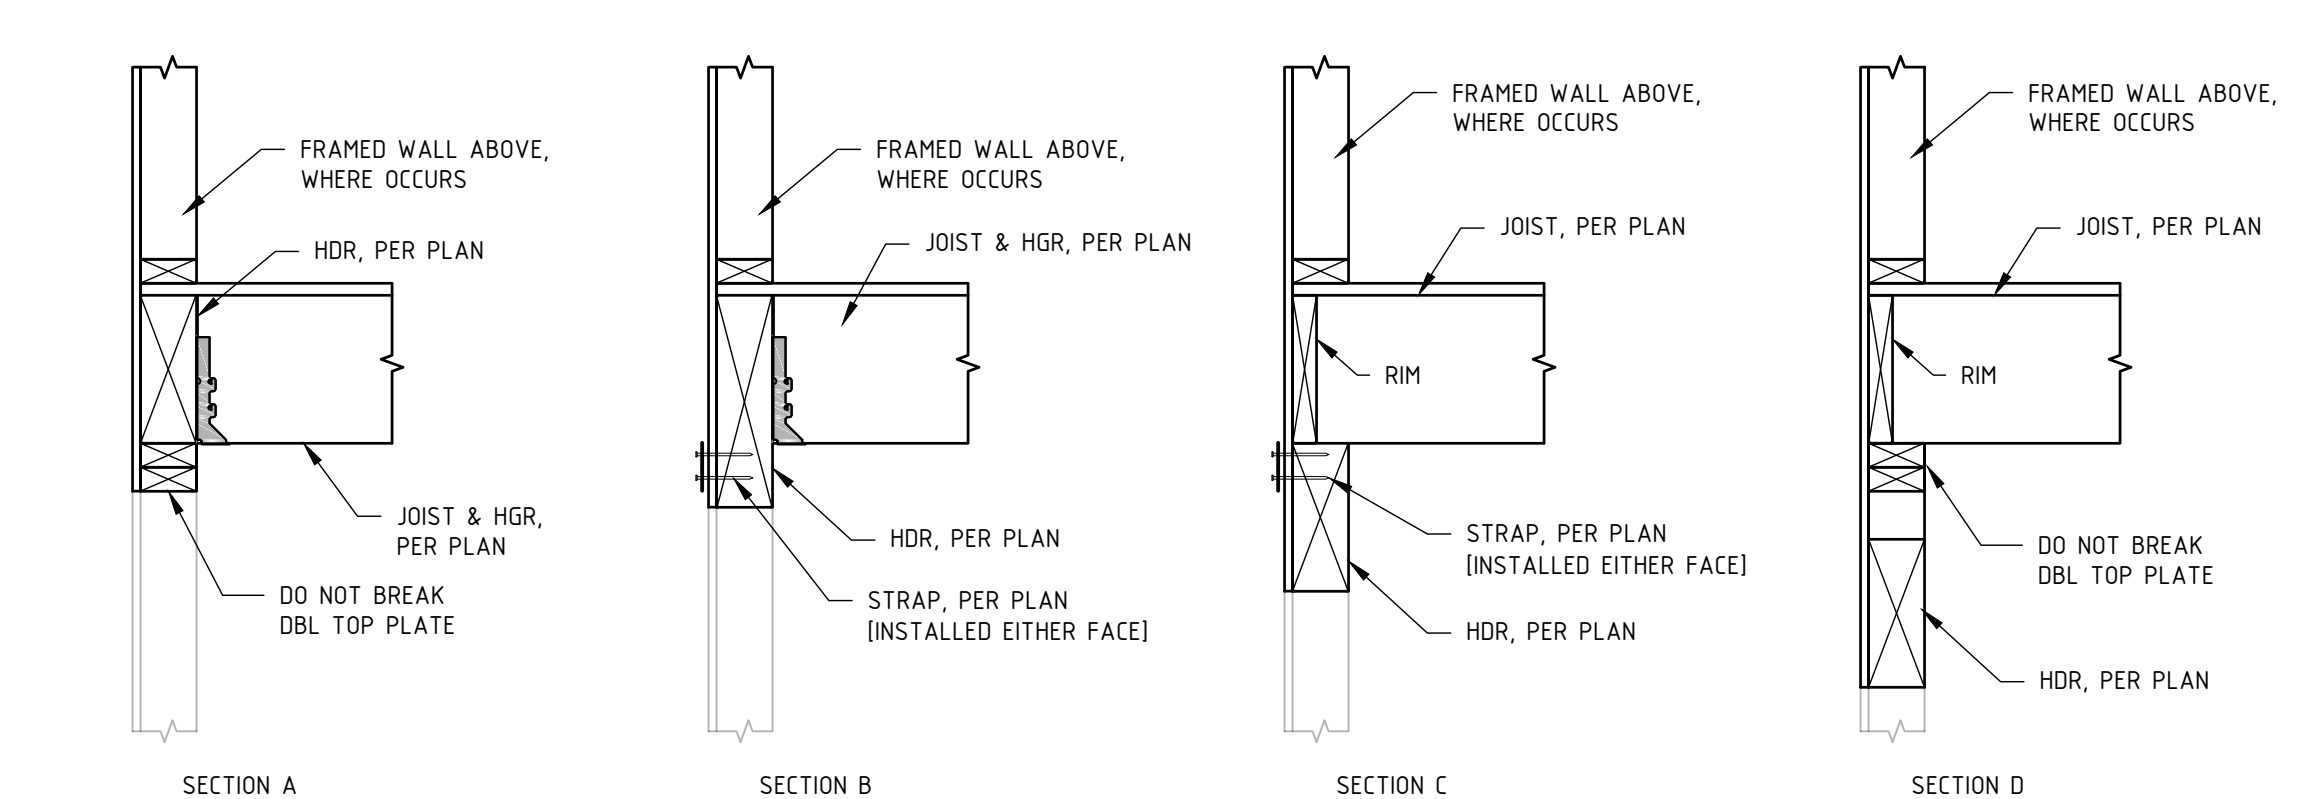 FRAMED WALL ABOVE,
WHERE OCCURS
HDR, PER PLAN
JOIST & HGR,
PER PLAN
DO NOT BREAK
DBL TOP PLATE
SECTION A
FRAMED WALL ABOVE,
WHERE OCCURS
JOIST & HGR, PER PLAN
HDR, PER PLAN
STRAP, PER PLAN
[INSTALLED EITHER FACE]
SECTION B
FRAMED WALL ABOVE,
WHERE OCCURS
JOIST, PER PLAN
RIM
STRAP, PER PLAN
[INSTALLED EITHER FACE]
HDR, PER PLAN
SECTION C
FRAMED WALL ABOVE,
WHERE OCCURS
JOIST, PER PLAN
RIM
DO NOT BREAK
DBL TOP PLATE
HDR, PER PLAN
SECTION D